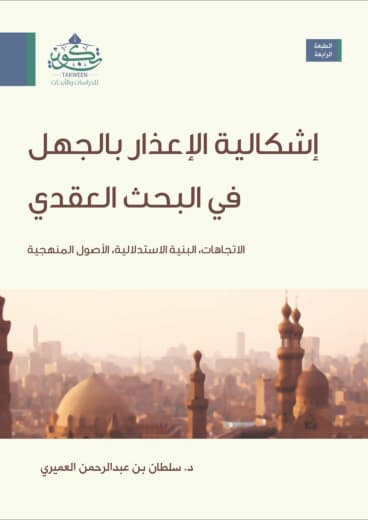 الطبعة
الرابعة
تكوين
TAKWEEN
للدراسات والأبحاث
إشكالية الإعذار بالجهل
في البحث العقدي
الاتجاهات، البنية الاستدلالية، الأصول المنهجية
د. سلطان بن عبدالرحمن العميري